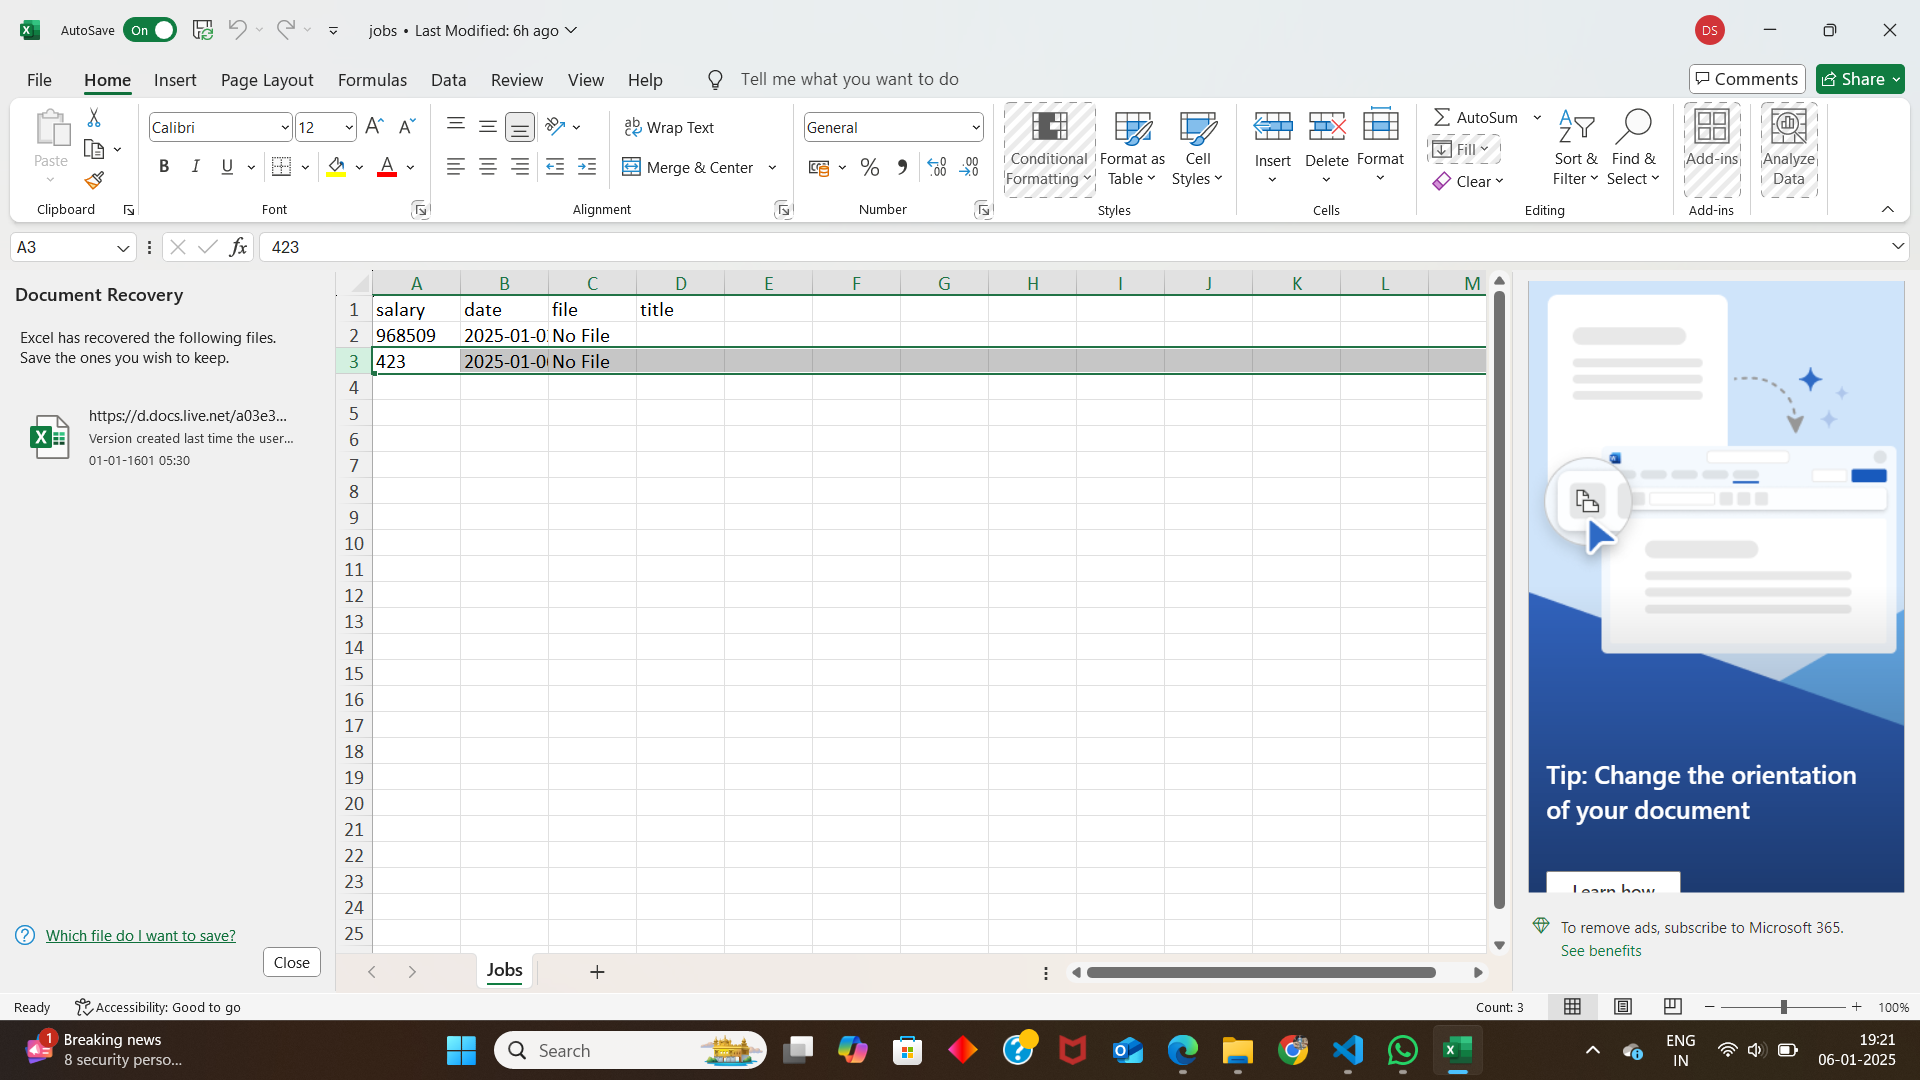 AutoSave On jobs • Last Modified: 6h ago DS
File Home Insert Page Layout Formulas Data Review View Help Tell me what you want to do Comments Share
Paste
Clipboard
Calibri 12
B I U A
Font
Wrap Text
Merge & Center
Alignment
General
Number
Conditional Formatting
Format as Table
Cell Styles
Styles
Insert
Delete
Format
Cells
AutoSum
Fill
Clear
Sort & Filter
Find & Select
Editing
Add-ins
Add-ins
Analyze Data
A3 fx 423
Document Recovery
Excel has recovered the following files.
Save the ones you wish to keep.
https://d.docs.live.net/a03e3...
Version created last time the user...
01-01-1601 05:30
Which file do I want to save?
Close
A B C D E F G H I J K L M
1 salary date file title
2 968509 2025-01-0 No File
3 423 2025-01-0 No File
4
5
6
7
8
9
10
11
12
13
14
15
16
17
18
19
20
21
22
23
24
25
Jobs
Tip: Change the orientation
of your document
Learn how
To remove ads, subscribe to Microsoft 365.
See benefits
Ready Accessibility: Good to go Count: 3 100%
1
Breaking news
8 security perso...
Search
ENG
IN
19:21
06-01-2025